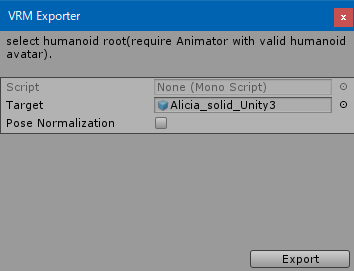 VRM Exporter
x
select humanoid root(require Animator with valid humanoid
avatar).
Script None (Mono Script)
Target Alicia_solid_Unity3
Pose Normalization
Export